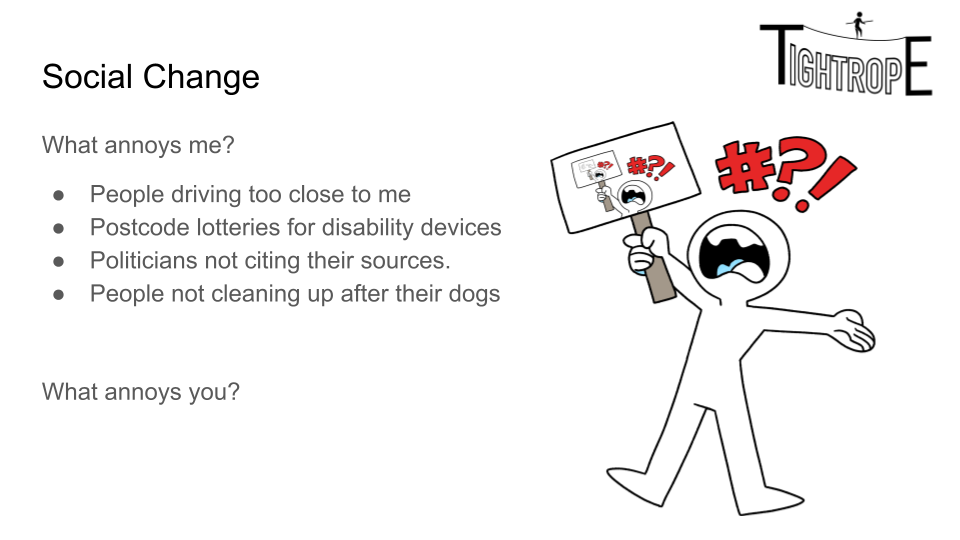 TIGHTROPE
Social Change
What annoys me?
● People driving too close to me
● Postcode lotteries for disability devices
● Politicians not citing their sources.
● People not cleaning up after their dogs
What annoys you?
#?!
#?!
#?!